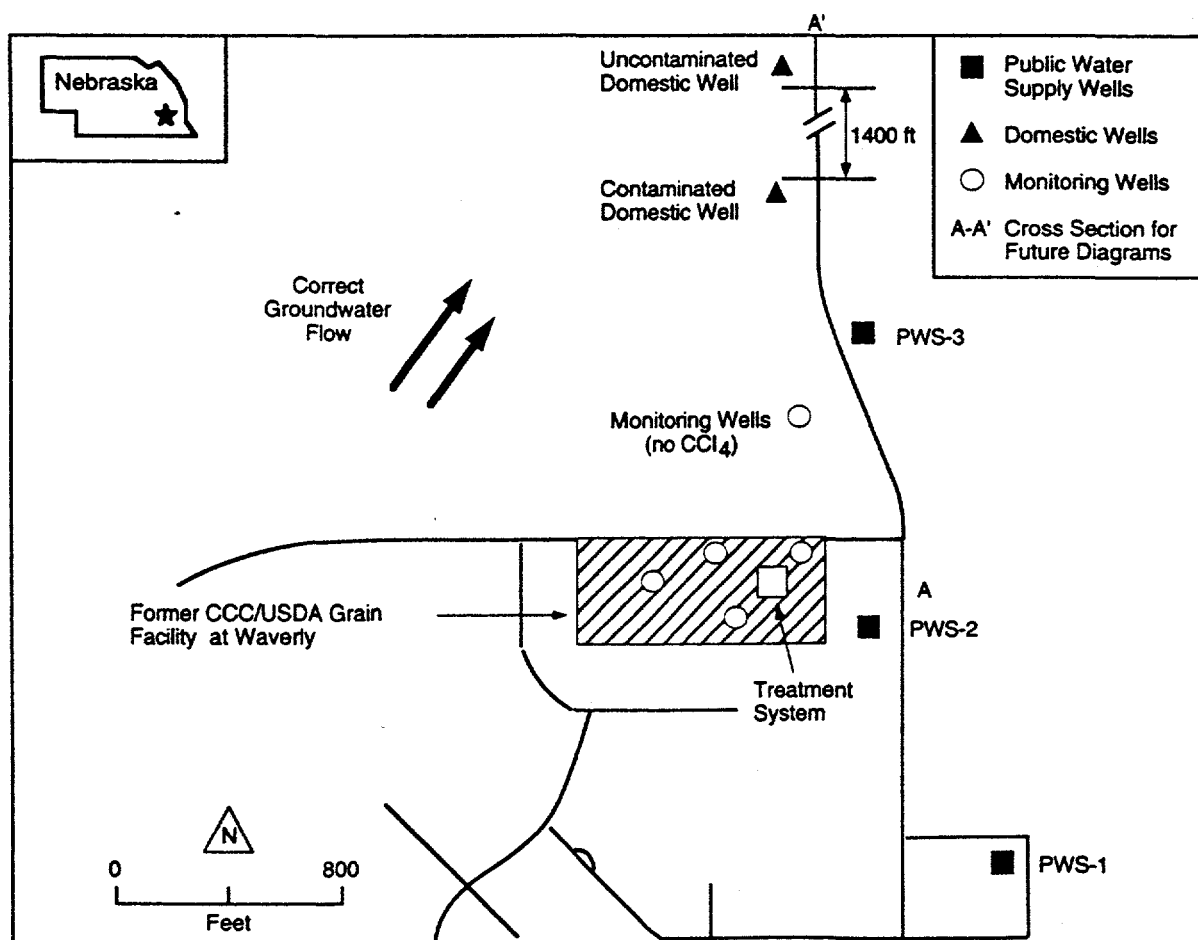 A'
Nebraska
Uncontaminated
Domestic Well
1400 ft
Contaminated
Domestic Well
Public Water
Supply Wells
Domestic Wells
Monitoring Wells
A-A' Cross Section for
Future Diagrams
Correct
Groundwater
Flow
PWS-3
Monitoring Wells
(no CCl4)
Former CCC/USDA Grain
Facility at Waverly
A
PWS-2
Treatment
System
N
0 800
Feet
PWS-1